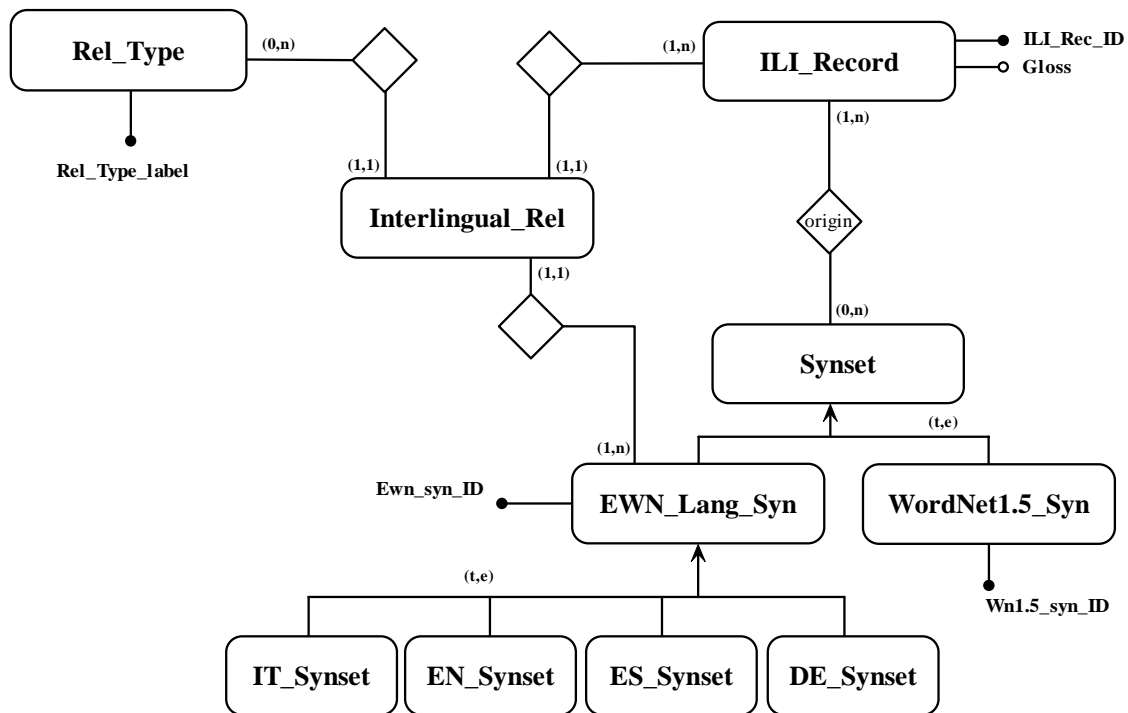 Rel_Type
(0,n)
(1,n)
ILI_Record
ILI_Rec_ID
Gloss
Rel_Type_label
(1,1)
(1,1)
(1,n)
Interlingual_Rel
origin
(1,1)
(0,n)
Synset
(t,e)
(1,n)
Ewn_syn_ID
EWN_Lang_Syn
WordNet1.5_Syn
(t,e)
Wn1.5_syn_ID
IT_Synset
EN_Synset
ES_Synset
DE_Synset